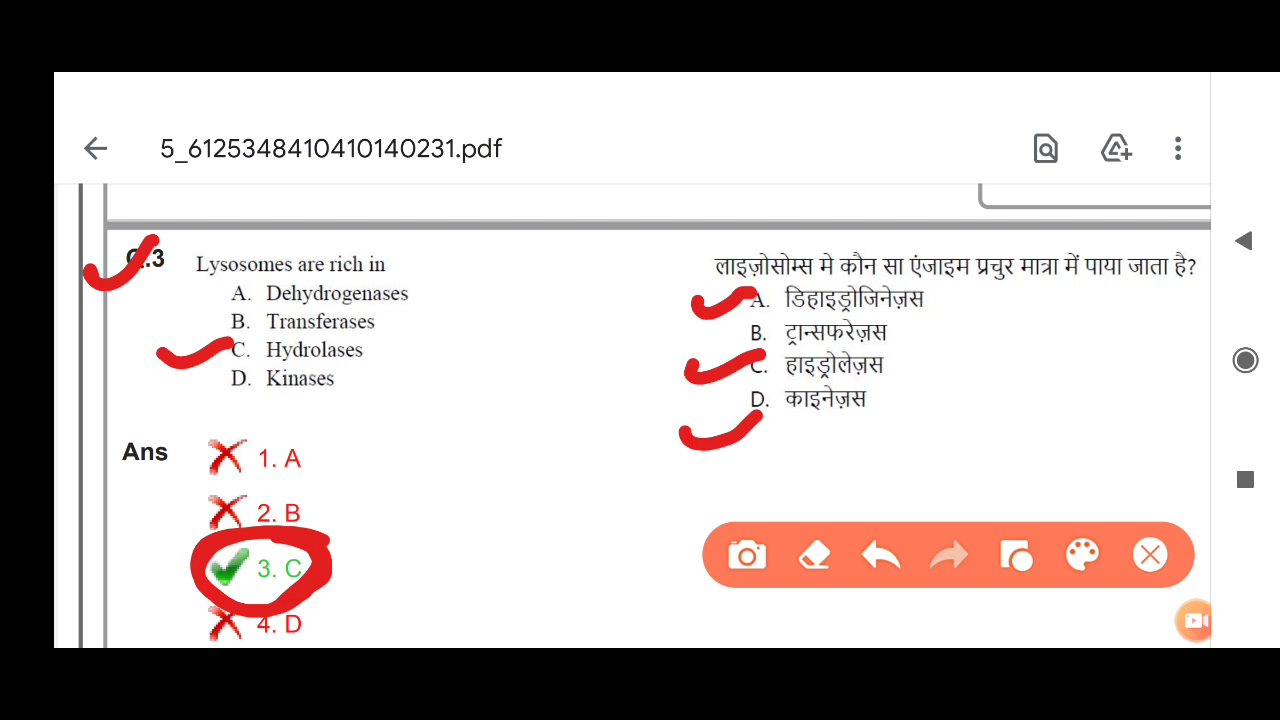 5_6125348410410140231.pdf
Q.3 Lysosomes are rich in
A. Dehydrogenases
B. Transferases
C. Hydrolases
D. Kinases
लाइज़ोसोम्स मे कौन सा एंजाइम प्रचुर मात्रा में पाया जाता है?
A. डिहाइड्रोजिनेज़स
B. ट्रान्सफरेज़स
C. हाइड्रोलेज़स
D. काइनेज़स
Ans 1. A
2. B
3. C
4. D